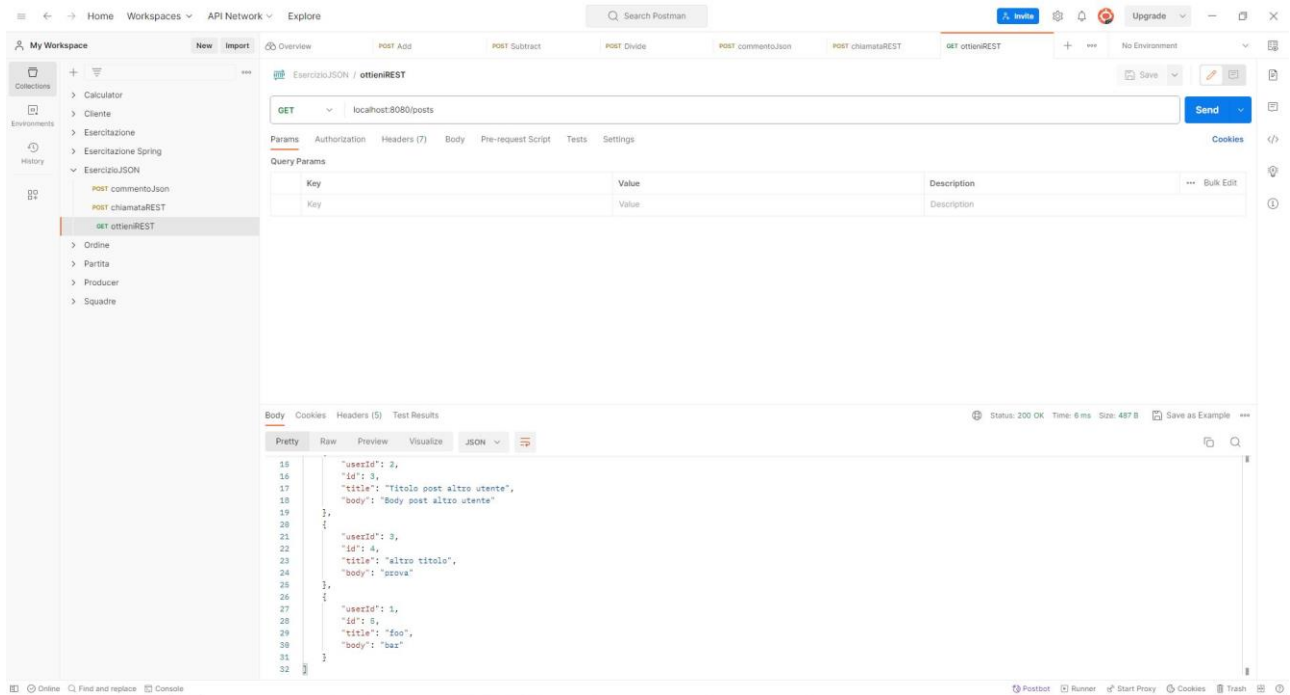 Home Workspaces API Network Explore Search Postman Invite Upgrade
My Workspace New Import Overview POST Add POST Subtract POST Divide POST commentoJson POST chiamataREST GET ottieniREST No Environment
Collections
Environments
History
Calculator
Cliente
Esercitazione
Esercitazione Spring
EsercizioJSON
POST commentoJson
POST chiamataREST
GET ottieniREST
Ordine
Partita
Producer
Squadre
HTTP EsercizioJSON / ottieniREST Save
GET localhost:8080/posts Send
Params Authorization Headers (7) Body Pre-request Script Tests Settings Cookies
Query Params
Key Value Description Bulk Edit
Key Value Description
Body Cookies Headers (5) Test Results Status: 200 OK Time: 6 ms Size: 487 B Save as Example
Pretty Raw Preview Visualize JSON
15 "userId": 2,
16 "id": 3,
17 "title": "Titolo post altro utente",
18 "body": "Body post altro utente"
19 },
20 {
21 "userId": 3,
22 "id": 4,
23 "title": "altro titolo",
24 "body": "prova"
25 },
26 {
27 "userId": 1,
28 "id": 5,
29 "title": "foo",
30 "body": "bar"
31 }
32 ]
Online Find and replace Console Postbot Runner Start Proxy Cookies Trash